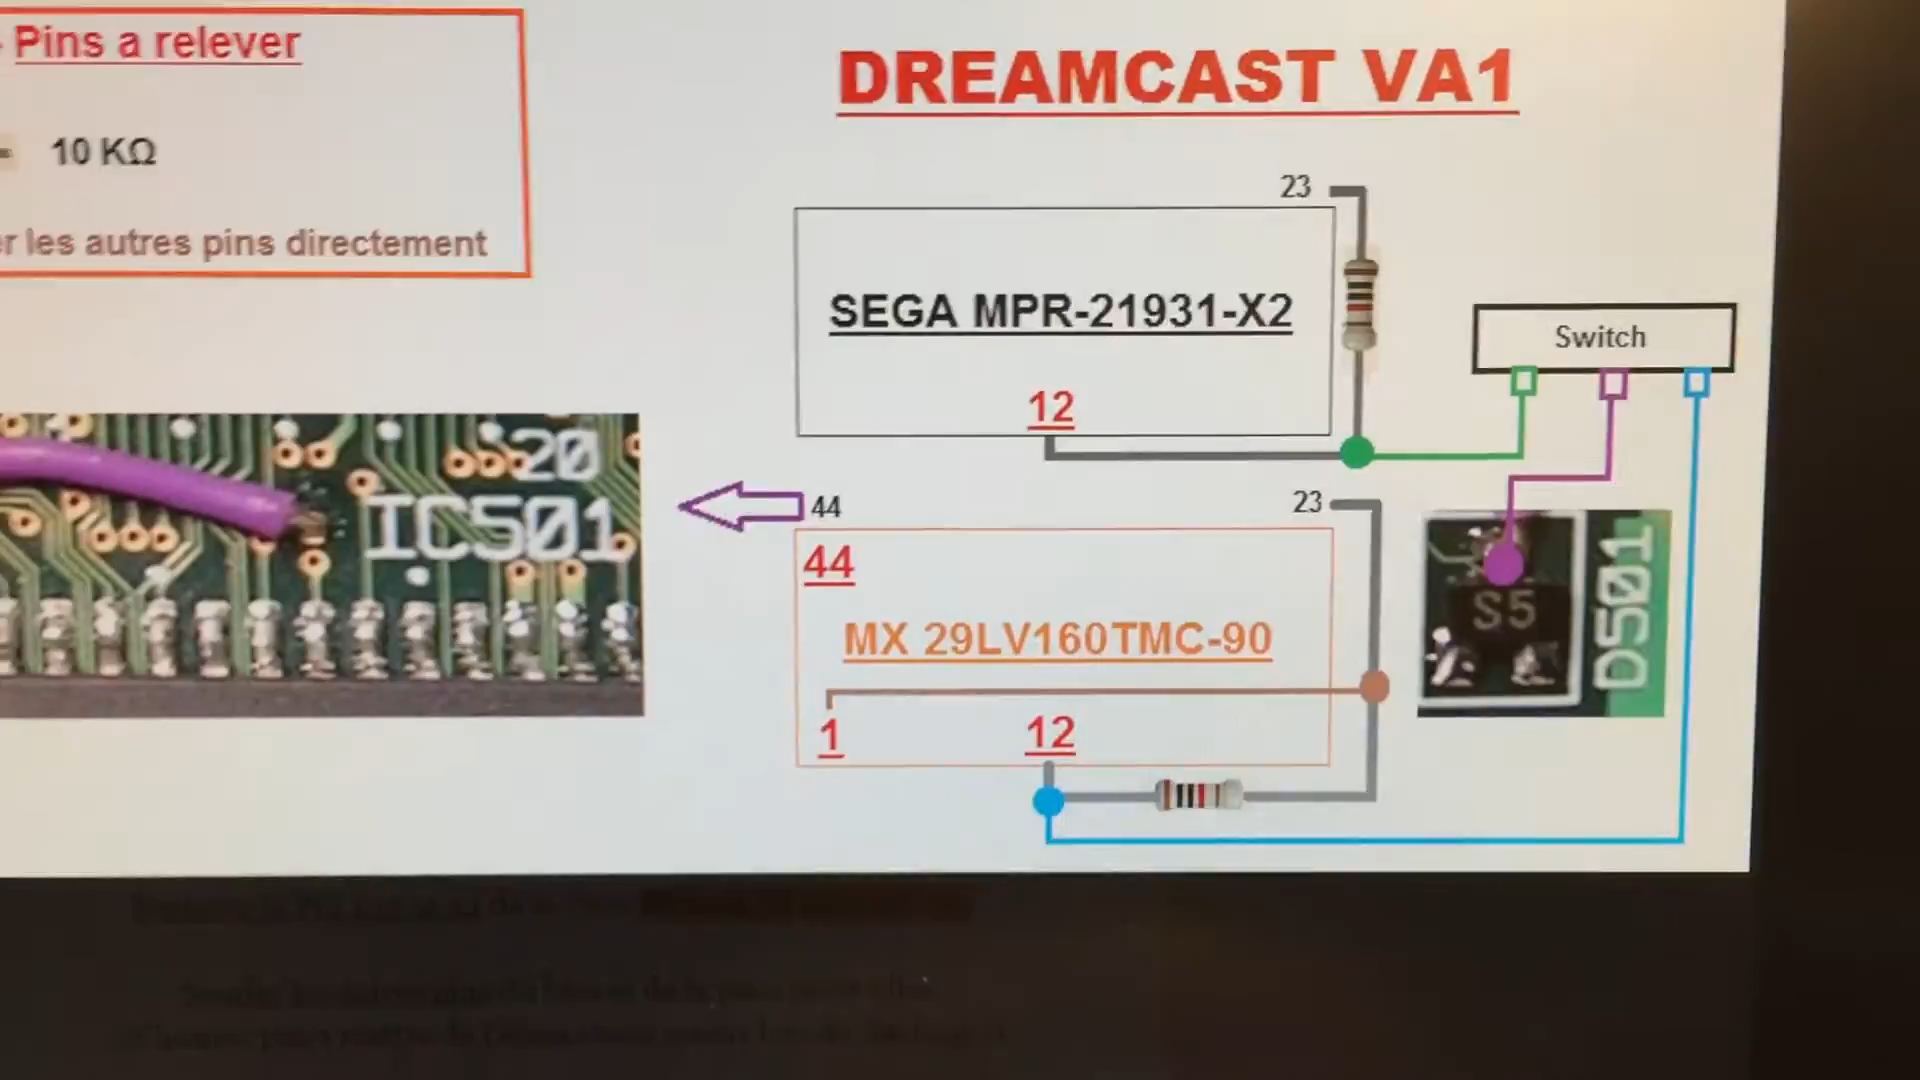 Pins a relever
10 KΩ
les autres pins directement
DREAMCAST VA1
23
SEGA MPR-21931-X2
12
Switch
20
IC501
44
23
44
MX 29LV160TMC-90
1
12
S5
D501